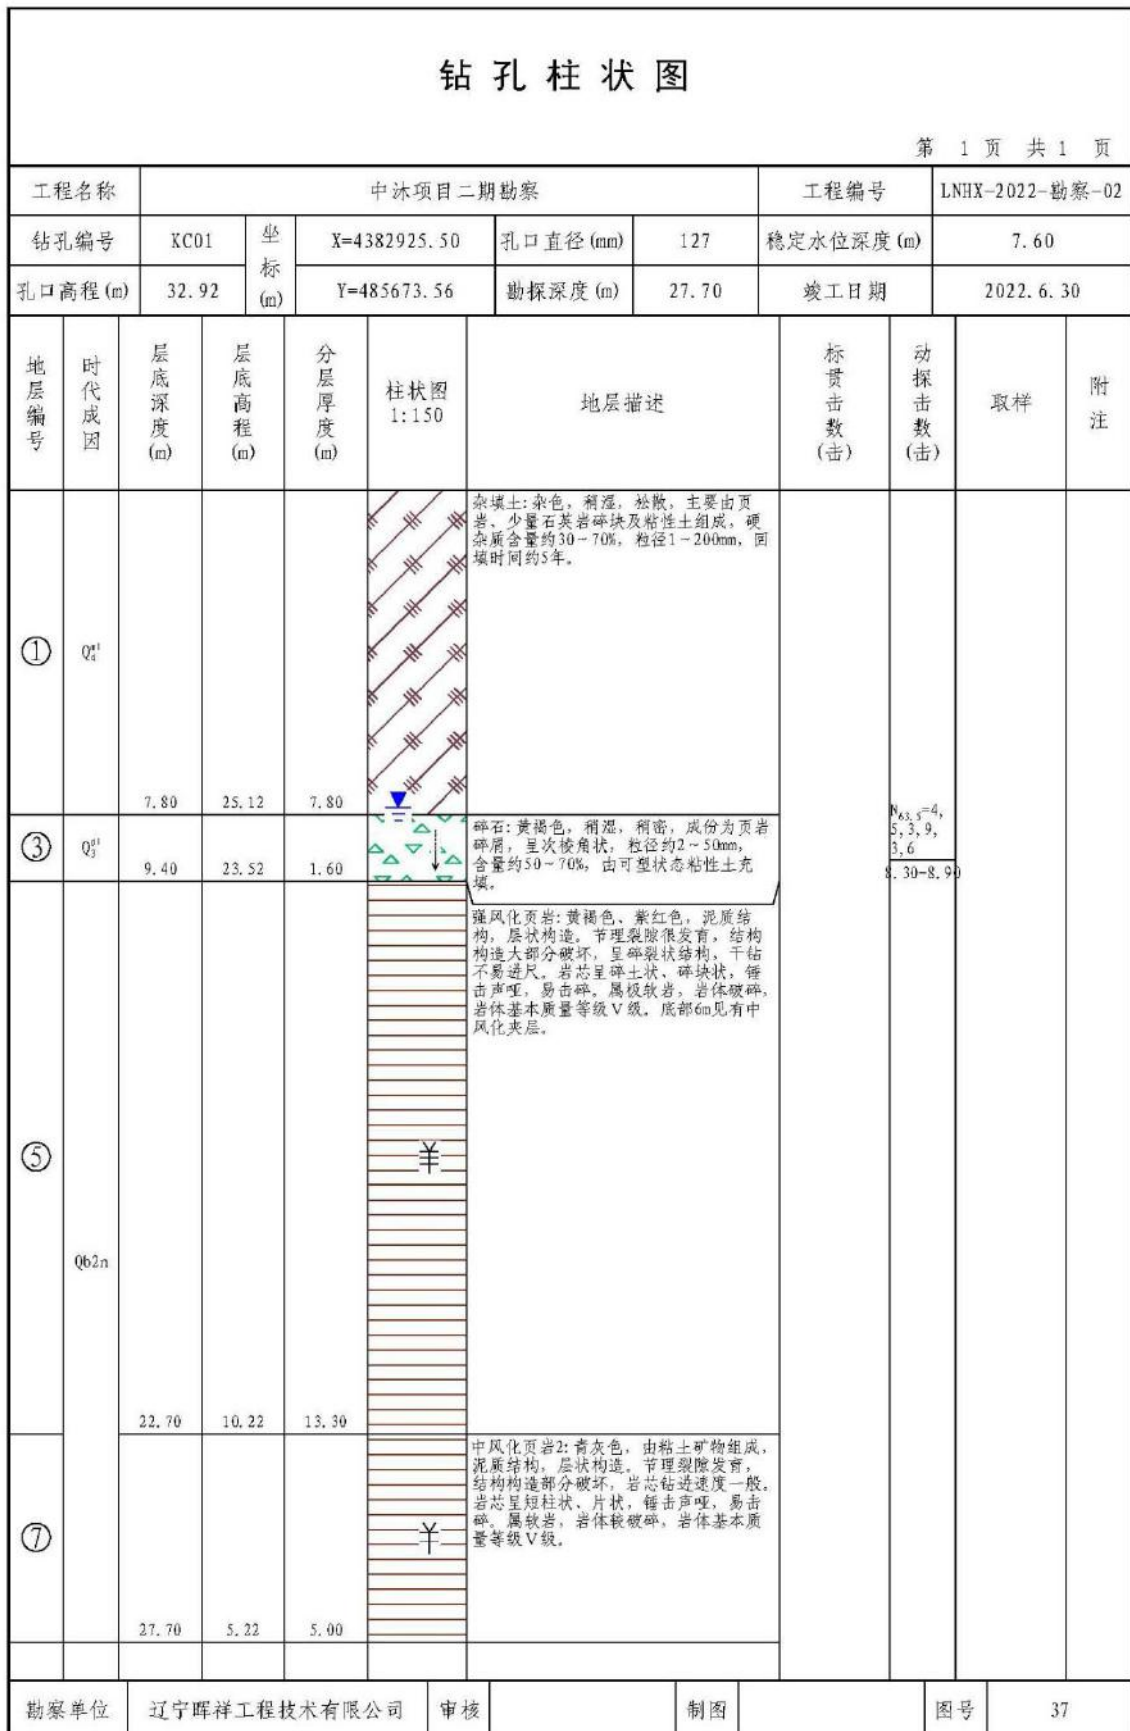 钻孔柱状图
第 1 页 共 1 页
工程名称 中沐项目二期勘察 工程编号 LNHX-2022-勘察-02
钻孔编号 KC01 坐标(m) X=4382925.50 孔口直径(mm) 127 稳定水位深度(m) 7.60
孔口高程(m) 32.92 Y=485673.56 勘探深度(m) 27.70 竣工日期 2022.6.30
地层编号 时代成因 层底深度(m) 层底高程(m) 分层厚度(m) 柱状图 1:150 地层描述 标贯击数(击) 动探击数(击) 取样 附注
杂填土:杂色，稍湿，松散，主要由页
岩、少量石英岩碎块及粘性土组成，硬
杂质含量约30~70%，粒径1~200mm，回
填时间约5年。
①
7.80 25.12 7.80
碎石:黄褐色，稍湿，稍密，成份为页岩
碎屑，呈次棱角状，粒径约2~50mm，
含量约50~70%，由可塑状态粘性土充
填。
③
9.40 23.52 1.60
N63.5=4,
5,3,9,
3,6
8.30-8.90
强风化页岩:黄褐色、紫红色，泥质结
构，层状构造。节理裂隙很发育，结构
构造大部分破坏，呈碎裂状结构，干钻
不易进尺。岩芯呈碎土状、碎块状，锤
击声哑，易击碎。属极软岩，岩体破碎，
岩体基本质量等级Ⅴ级。底部6m见有中
风化夹层。
⑤
Qb2n
22.70 10.22 13.30
中风化页岩2:青灰色，由粘土矿物组成，
泥质结构，层状构造。节理裂隙发育，
结构构造部分破坏，岩芯钻进速度一般。
岩芯呈短柱状、片状，锤击声哑，易击
碎。属软岩，岩体较破碎，岩体基本质
量等级Ⅴ级。
⑦
27.70 5.22 5.00
勘察单位 辽宁晖祥工程技术有限公司 审核 制图 图号 37